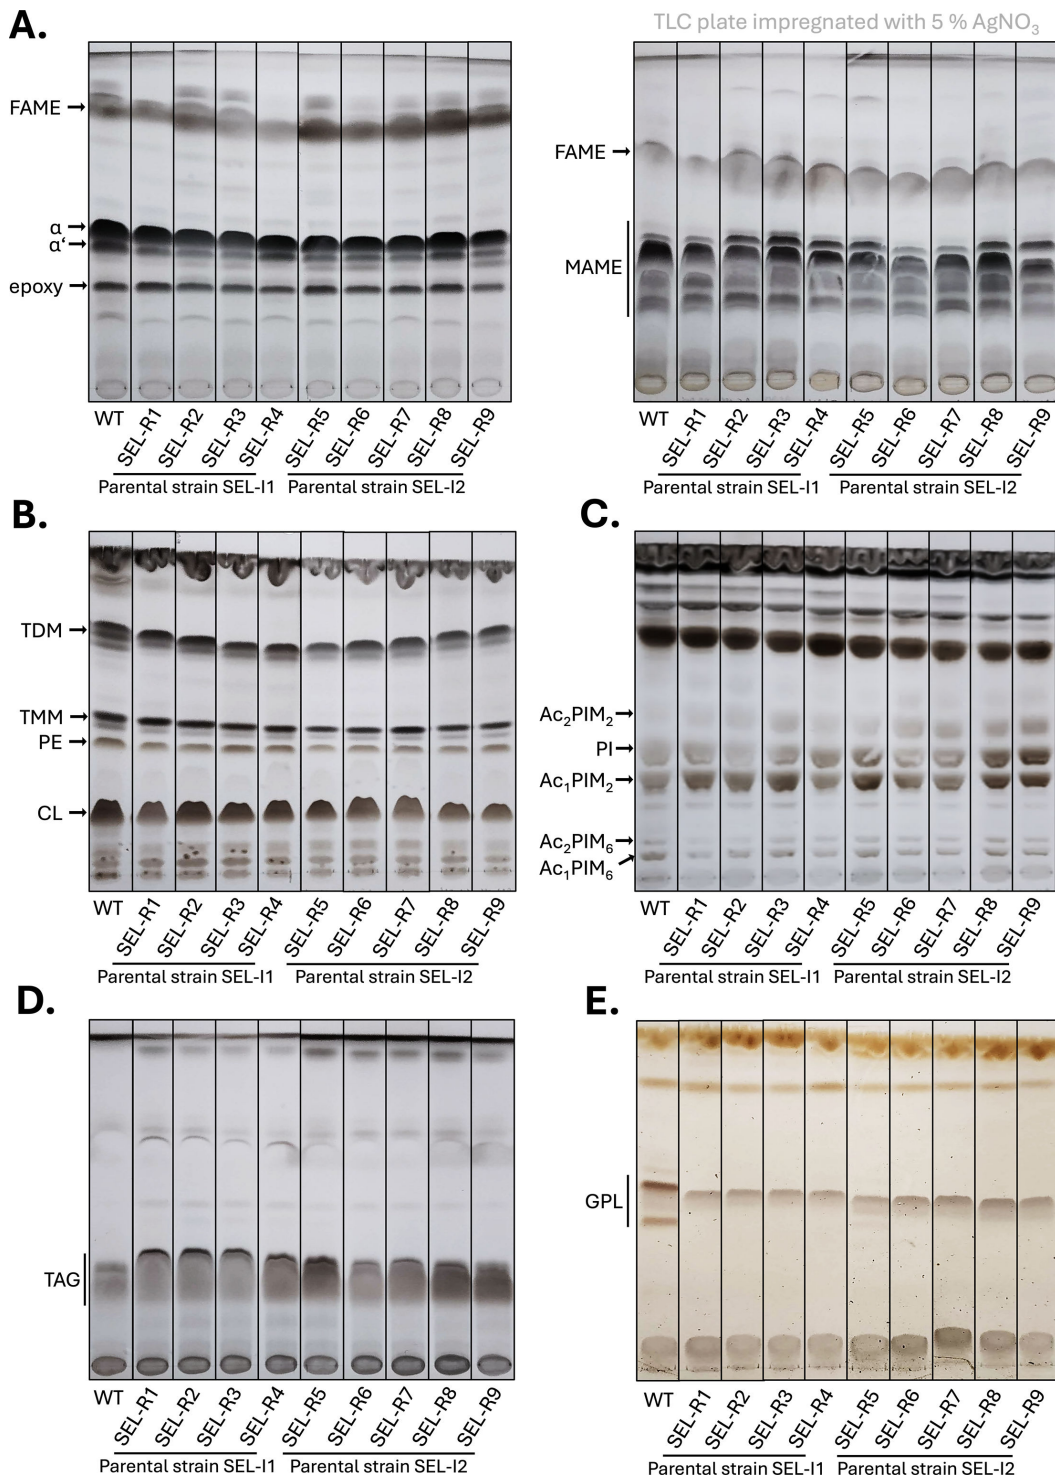 A.
TLC plate impregnated with 5 % AgNO₃
FAME
α
α‘
epoxy
WT
SEL-R1
SEL-R2
SEL-R3
SEL-R4
SEL-R5
SEL-R6
SEL-R7
SEL-R8
SEL-R9
Parental strain SEL-I1
Parental strain SEL-I2
FAME
MAME
WT
SEL-R1
SEL-R2
SEL-R3
SEL-R4
SEL-R5
SEL-R6
SEL-R7
SEL-R8
SEL-R9
Parental strain SEL-I1
Parental strain SEL-I2
B.
TDM
TMM
PE
CL
WT
SEL-R1
SEL-R2
SEL-R3
SEL-R4
SEL-R5
SEL-R6
SEL-R7
SEL-R8
SEL-R9
Parental strain SEL-I1
Parental strain SEL-I2
C.
Ac₂PIM₂
PI
Ac₁PIM₂
Ac₂PIM₆
Ac₁PIM₆
WT
SEL-R1
SEL-R2
SEL-R3
SEL-R4
SEL-R5
SEL-R6
SEL-R7
SEL-R8
SEL-R9
Parental strain SEL-I1
Parental strain SEL-I2
D.
TAG
WT
SEL-R1
SEL-R2
SEL-R3
SEL-R4
SEL-R5
SEL-R6
SEL-R7
SEL-R8
SEL-R9
Parental strain SEL-I1
Parental strain SEL-I2
E.
GPL
WT
SEL-R1
SEL-R2
SEL-R3
SEL-R4
SEL-R5
SEL-R6
SEL-R7
SEL-R8
SEL-R9
Parental strain SEL-I1
Parental strain SEL-I2